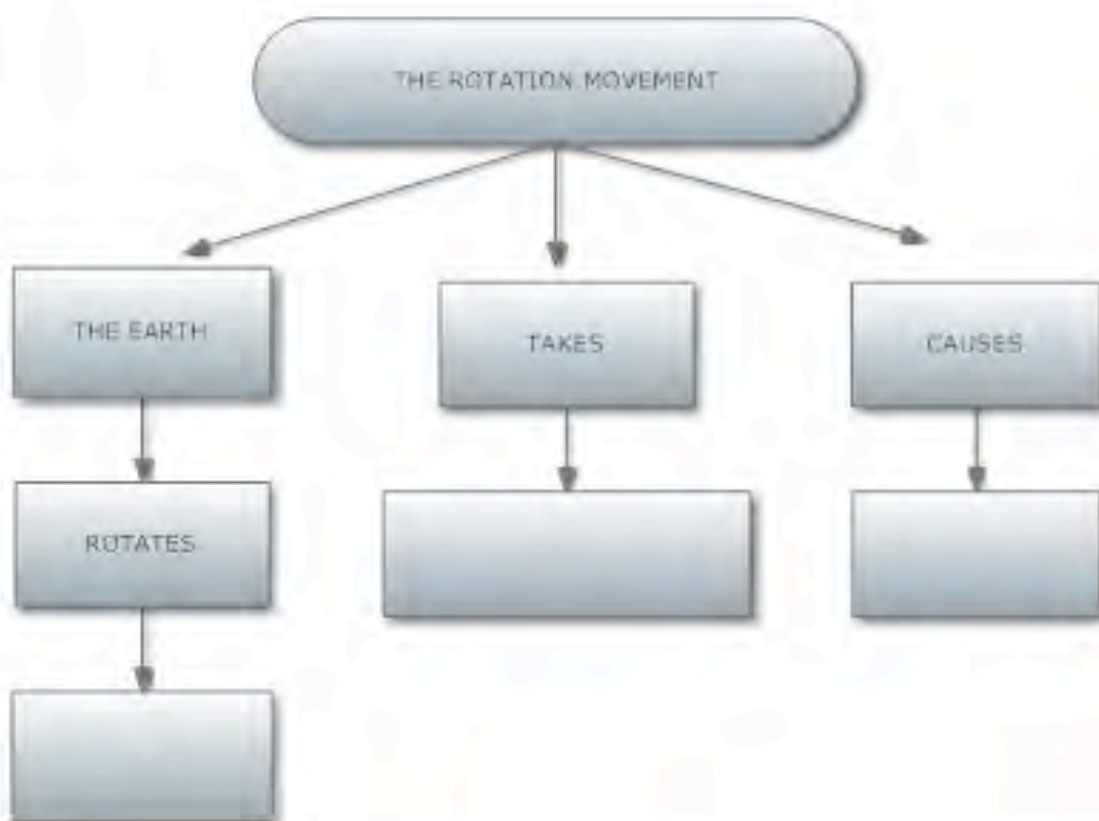 THE ROTATION MOVEMENT
THE EARTH
TAKES
CAUSES
ROTATES